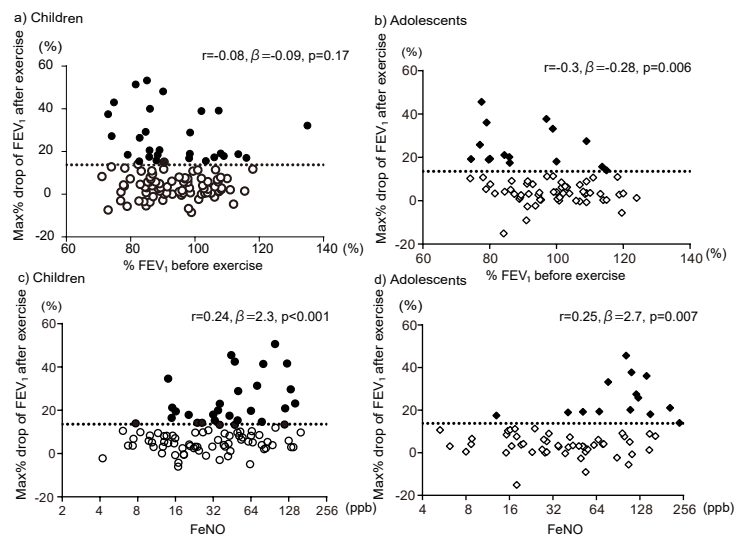 a) Children
(%)
r=-0.08, β=-0.09, p=0.17
Max% drop of FEV₁ after exercise
60
40
20
0
-20
60 80 100 120 140 (%)
% FEV₁ before exercise
b) Adolescents
(%)
r=-0.3, β=-0.28, p=0.006
Max% drop of FEV₁ after exercise
60
40
20
0
-20
60 80 100 120 140 (%)
% FEV₁ before exercise
c) Children
(%)
r=0.24, β=2.3, p<0.001
Max% drop of FEV₁ after exercise
60
40
20
0
-20
2 4 8 16 32 64 128 256 (ppb)
FeNO
d) Adolescents
(%)
r=0.25, β=2.7, p=0.007
Max% drop of FEV₁ after exercise
60
40
20
0
-20
4 8 16 32 64 128 256 (ppb)
FeNO